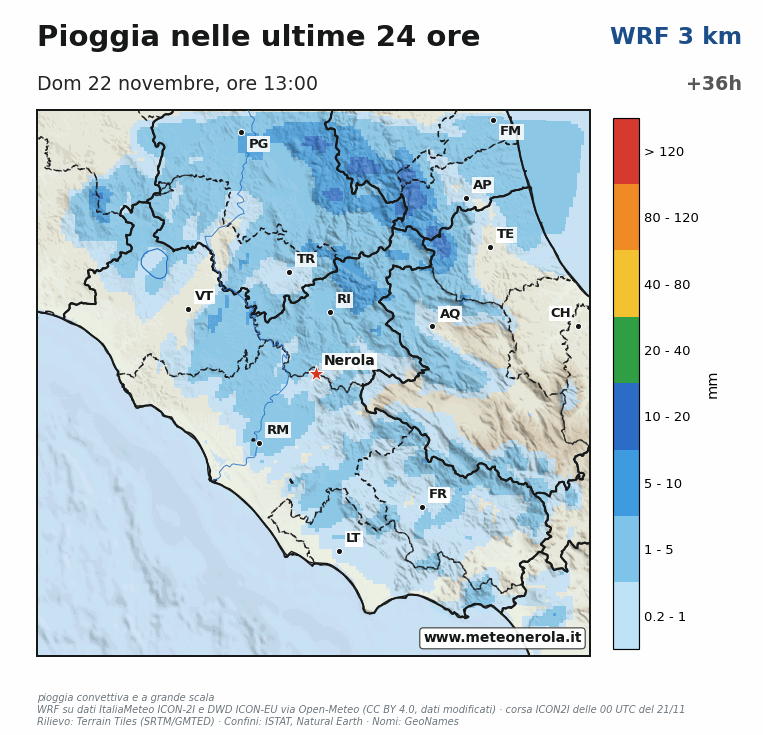 Pioggia nelle ultime 24 ore
WRF 3 km
Dom 22 novembre, ore 13:00
+36h
PG
FM
AP
TE
TR
VT
RI
AQ
CH
Nerola
RM
FR
LT
www.meteonerola.it
> 120
80 - 120
40 - 80
20 - 40
10 - 20
5 - 10
1 - 5
0.2 - 1
mm
pioggia convettiva e a grande scala
WRF su dati ItaliaMeteo ICON-2I e DWD ICON-EU via Open-Meteo (CC BY 4.0, dati modificati) · corsa ICON2I delle 00 UTC del 21/11
Rilievo: Terrain Tiles (SRTM/GMTED) · Confini: ISTAT, Natural Earth · Nomi: GeoNames